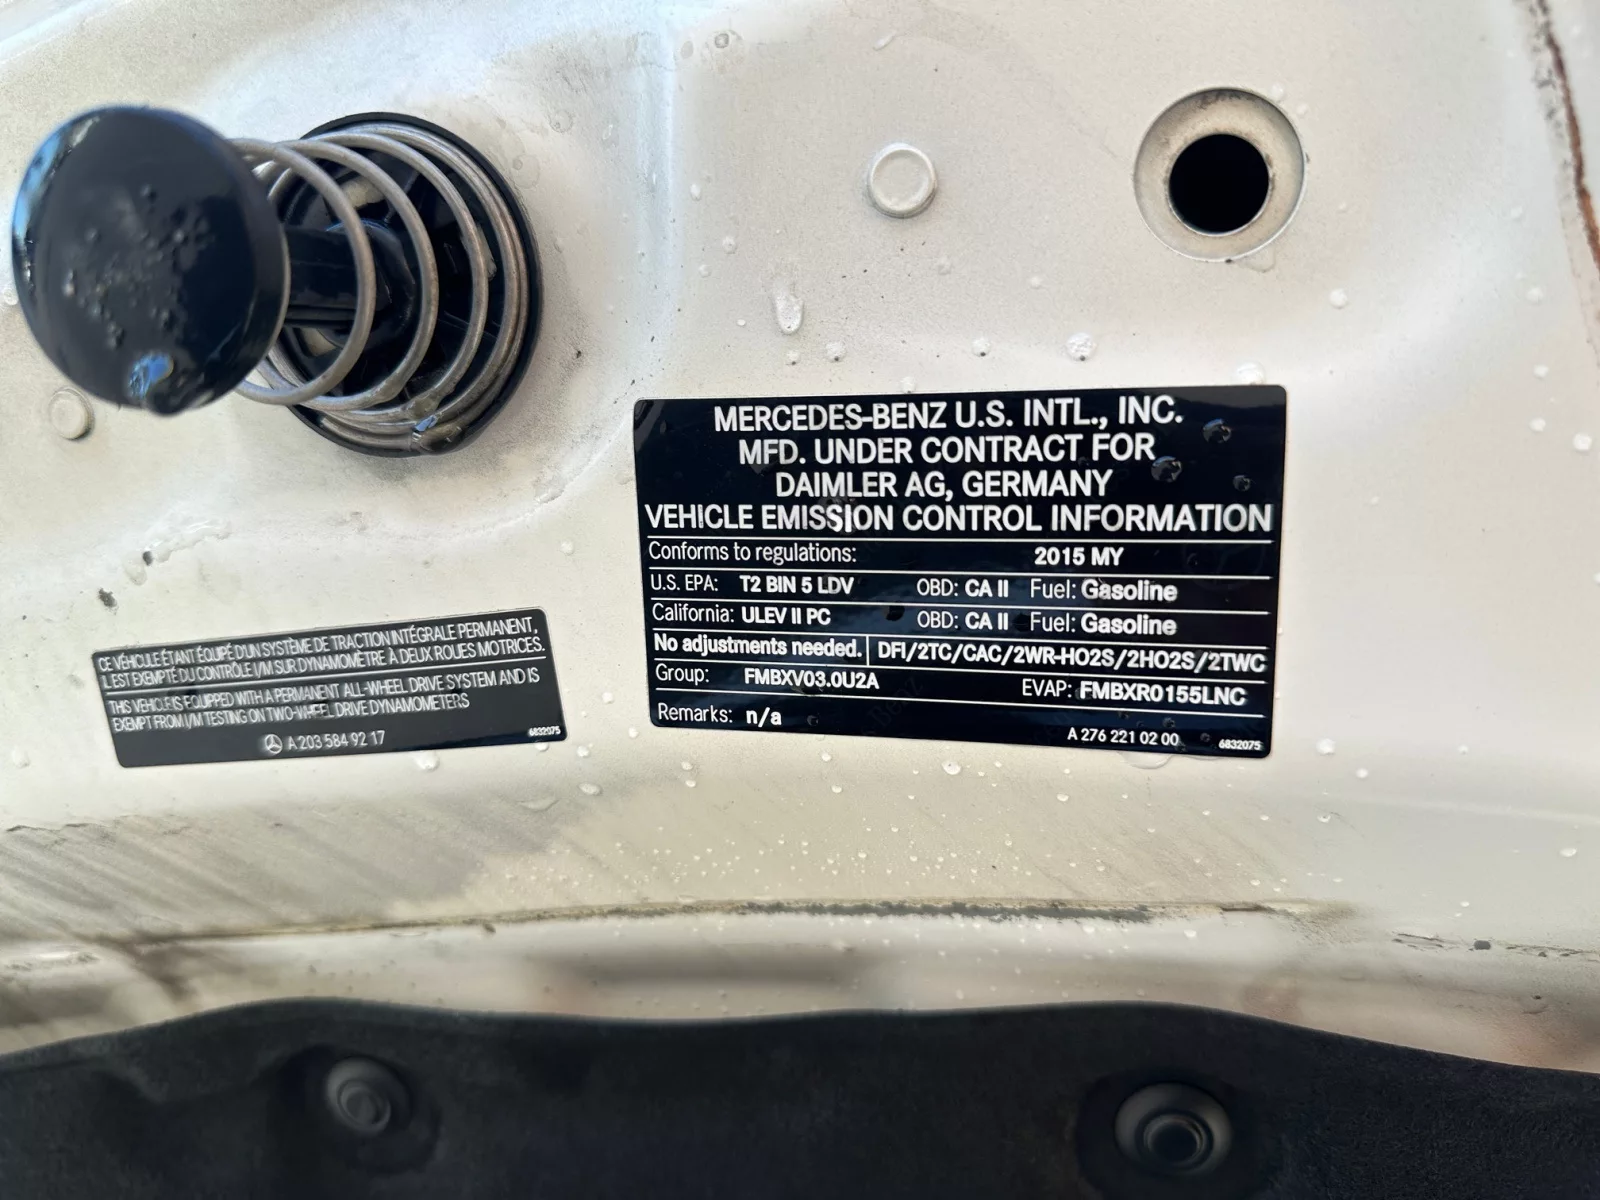 CE VÉHICULE ÉTANT ÉQUIPÉ D'UN SYSTÈME DE TRACTION INTÉGRALE PERMANENT,
IL EST EXEMPTÉ DU CONTRÔLE I/M SUR DYNAMOMÈTRE À DEUX ROUES MOTRICES.
THIS VEHICLE IS EQUIPPED WITH A PERMANENT ALL-WHEEL DRIVE SYSTEM AND IS
EXEMPT FROM I/M TESTING ON TWO-WHEEL DRIVE DYNAMOMETERS
A 203 584 92 17
6832075
MERCEDES-BENZ U.S. INTL., INC.
MFD. UNDER CONTRACT FOR
DAIMLER AG, GERMANY
VEHICLE EMISSION CONTROL INFORMATION
Conforms to regulations: 2015 MY
U.S. EPA: T2 BIN 5 LDV OBD: CA II Fuel: Gasoline
California: ULEV II PC OBD: CA II Fuel: Gasoline
No adjustments needed. DFI/2TC/CAC/2WR-HO2S/2HO2S/2TWC
Group: FMBXV03.0U2A EVAP: FMBXR0155LNC
Remarks: n/a
A 276 221 02 00
6832075